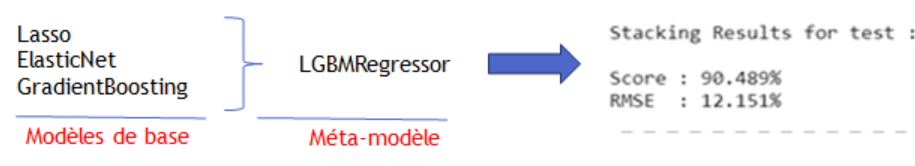 Lasso
ElasticNet
GradientBoosting
Modèles de base
LGBMRegressor
Méta-modèle
Stacking Results for test :
Score : 90.489%
RMSE  : 12.151%